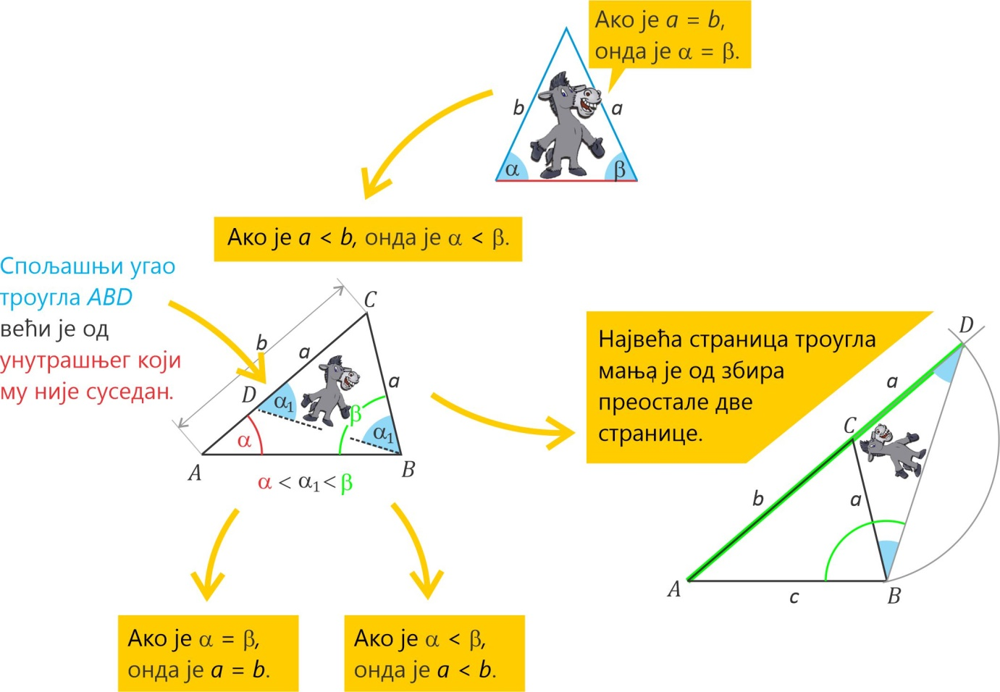 Ако је a = b,
онда је α = β.
b
a
α
β
Ако је a < b, онда је α < β.
Спољашњи угао
троугла ABD
већи је од
унутрашњег који
му није суседан.
C
b
a
a
D
α1
β
α
α1
A
B
α < α1 < β
Највећа страница троугла
мања је од збира
преостале две
странице.
D
a
C
b
a
A
B
c
Ако је α = β,
онда је a = b.
Ако је α < β,
онда је a < b.